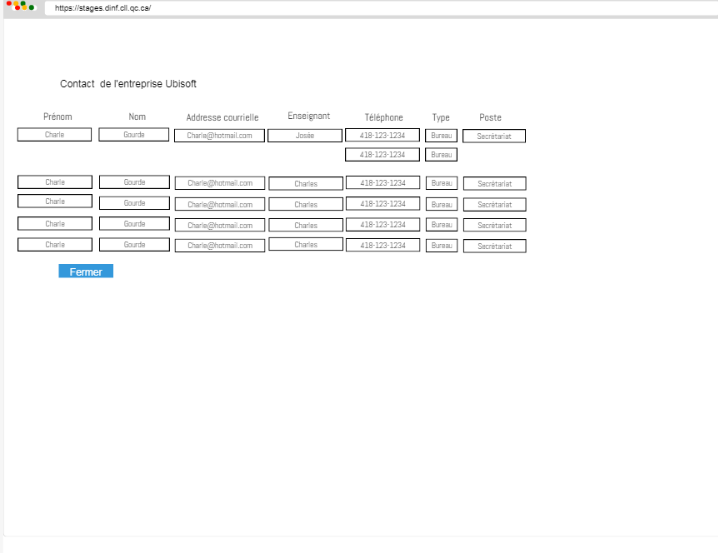 https://stages.dinf.cll.qc.ca/
Contact de l'entreprise Ubisoft
Prénom Nom Addresse courrielle Enseignant Téléphone Type Poste
Charle Gourde Charle@hotmail.com Josée 418-123-1234 Bureau Secrétariat
418-123-1234 Bureau
Charle Gourde Charle@hotmail.com Charles 418-123-1234 Bureau Secrétariat
Charle Gourde Charle@hotmail.com Charles 418-123-1234 Bureau Secrétariat
Charle Gourde Charle@hotmail.com Charles 418-123-1234 Bureau Secrétariat
Charle Gourde Charle@hotmail.com Charles 418-123-1234 Bureau Secrétariat
Fermer